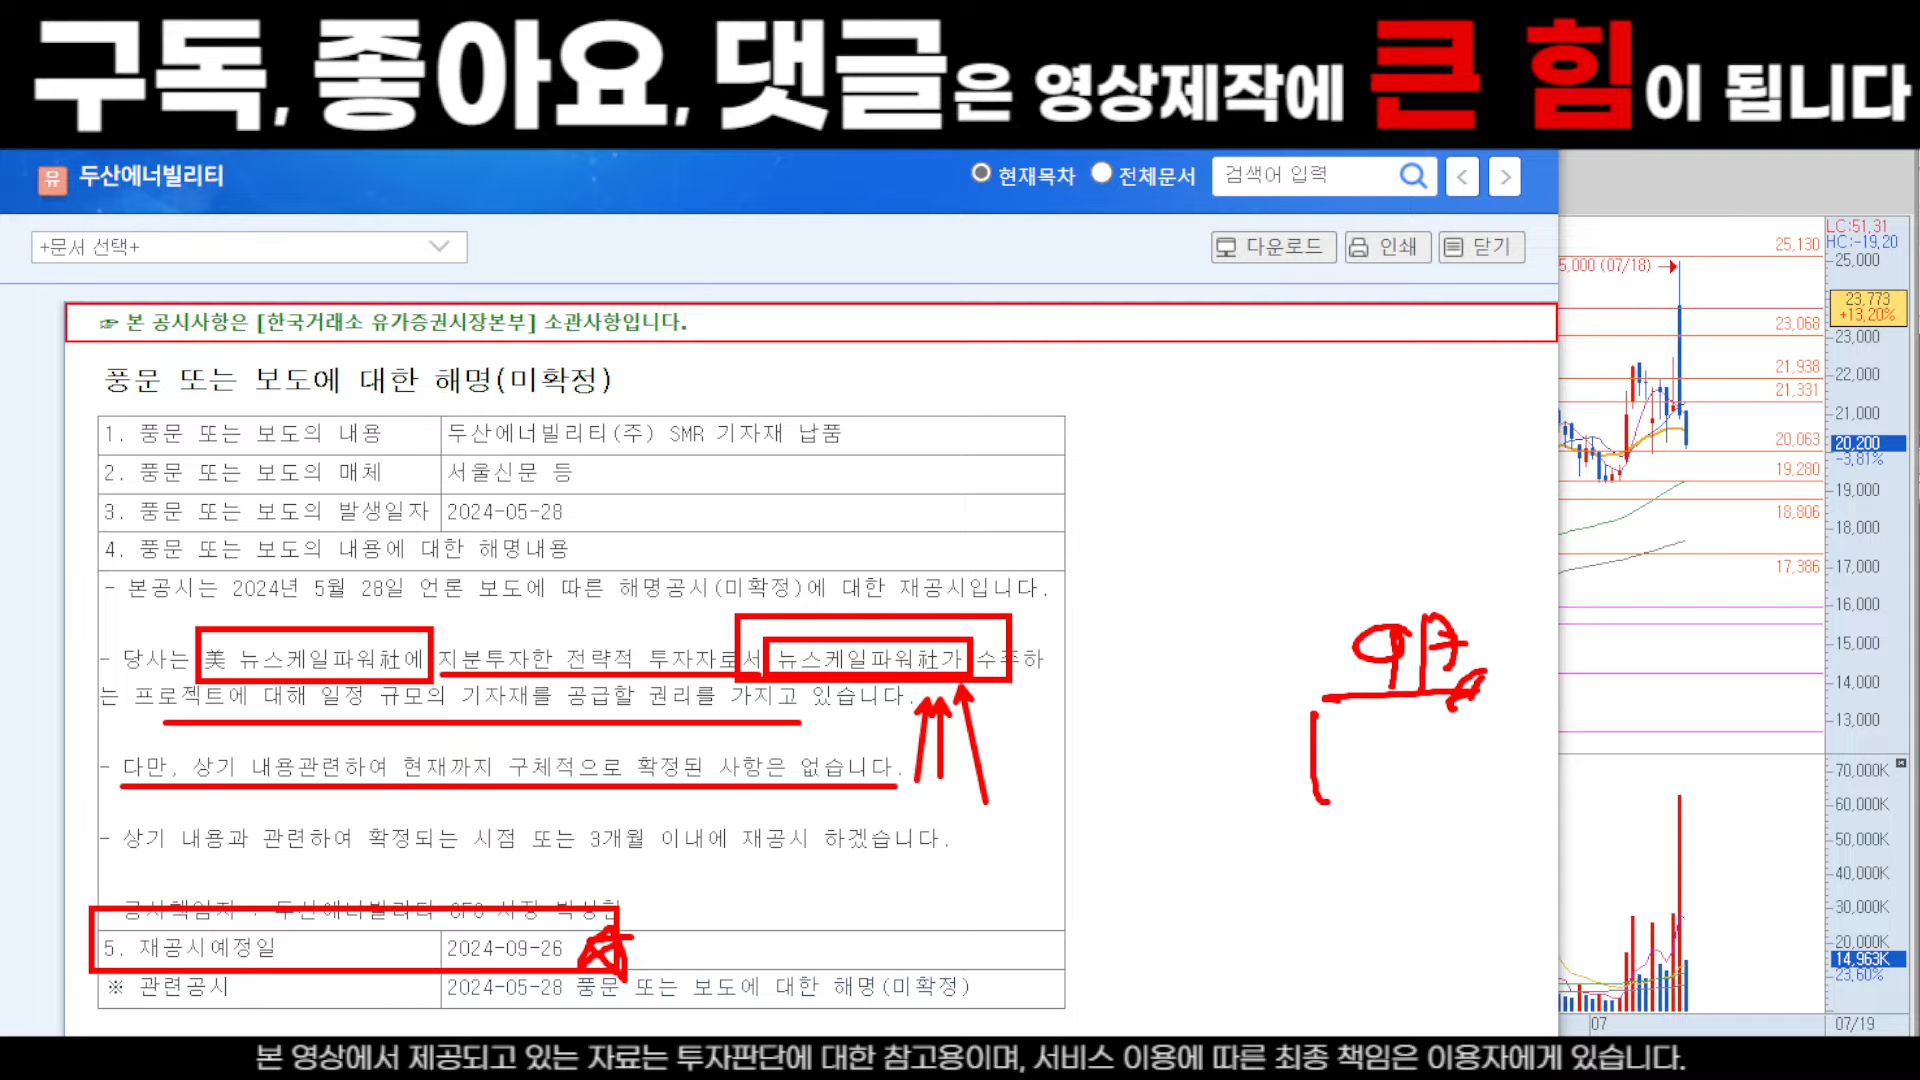 구독, 좋아요, 댓글은 영상제작에 큰 힘이 됩니다
유 두산에너빌리티
현재목차 전체문서 검색어 입력 < >
+문서 선택+
다운로드 인쇄 닫기
☞ 본 공시사항은 [한국거래소 유가증권시장본부] 소관사항입니다.
풍문 또는 보도에 대한 해명(미확정)
1. 풍문 또는 보도의 내용 두산에너빌리티(주) SMR 기자재 납품
2. 풍문 또는 보도의 매체 서울신문 등
3. 풍문 또는 보도의 발생일자 2024-05-28
4. 풍문 또는 보도의 내용에 대한 해명내용
- 본공시는 2024년 5월 28일 언론 보도에 따른 해명공시(미확정)에 대한 재공시입니다.
- 당사는 美 뉴스케일파워社에 지분투자한 전략적 투자자로서 뉴스케일파워社가 수주하
는 프로젝트에 대해 일정 규모의 기자재를 공급할 권리를 가지고 있습니다.
- 다만, 상기 내용관련하여 현재까지 구체적으로 확정된 사항은 없습니다.
- 상기 내용과 관련하여 확정되는 시점 또는 3개월 이내에 재공시 하겠습니다.
공시책임자 : 두산에너빌리티 CFO 사장 박상현
5. 재공시예정일 2024-09-26
※ 관련공시 2024-05-28 풍문 또는 보도에 대한 해명(미확정)
LC:51,31
HC:-19,20
25,130
25,000
5,000 (07/18)
23,773
+13,20%
23,068
23,000
21,938
22,000
21,331
21,000
20,063
20,200
-3,81%
19,280
19,000
18,806
18,000
17,386
17,000
16,000
15,000
14,000
13,000
70,000K
60,000K
50,000K
40,000K
30,000K
20,000K
14,963K
23,60%
07
07/19
본 영상에서 제공되고 있는 자료는 투자판단에 대한 참고용이며, 서비스 이용에 따른 최종 책임은 이용자에게 있습니다.